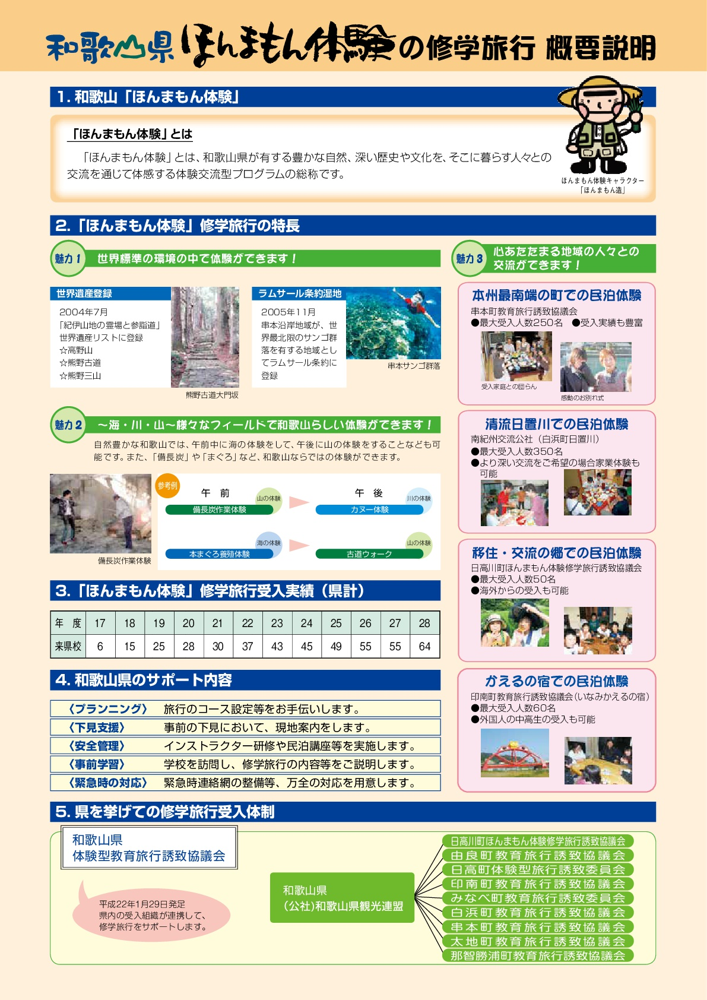 和歌山県 ほんまもん体験の修学旅行 概要説明
1. 和歌山「ほんまもん体験」
「ほんまもん体験」とは
「ほんまもん体験」とは、和歌山県が有する豊かな自然、深い歴史や文化を、そこに暮らす人々との
交流を通じて体感する体験交流型プログラムの総称です。
ほんまもん体験キャラクター
「ほんまもん造」
2.「ほんまもん体験」修学旅行の特長
魅力1 世界標準の環境の中で体験ができます！
世界遺産登録
2004年7月
「紀伊山地の霊場と参詣道」
世界遺産リストに登録
☆高野山
☆熊野古道
☆熊野三山
熊野古道大門坂
ラムサール条約湿地
2005年11月
串本沿岸地域が、世
界最北限のサンゴ群
落を有する地域とし
てラムサール条約に
登録
串本サンゴ群落
魅力2 〜海・川・山〜様々なフィールドで和歌山らしい体験ができます！
自然豊かな和歌山では、午前中に海の体験をして、午後に山の体験をすることなども可
能です。また、「備長炭」や「まぐろ」など、和歌山ならではの体験ができます。
備長炭作業体験
参考例
午 前 午 後
山の体験 川の体験
備長炭作業体験 カヌー体験
海の体験 山の体験
本まぐろ養殖体験 古道ウォーク
魅力3 心あたたまる地域の人々との
交流ができます！
本州最南端の町での民泊体験
串本町教育旅行誘致協議会
●最大受入人数250名 ●受入実績も豊富
受入家庭との団らん
感動のお別れ式
清流日置川での民泊体験
南紀州交流公社（白浜町日置川）
●最大受入人数350名
●より深い交流をご希望の場合家業体験も
可能
移住・交流の郷での民泊体験
日高川町ほんまもん体験修学旅行誘致協議会
●最大受入人数50名
●海外からの受入も可能
かえるの宿での民泊体験
印南町教育旅行誘致協議会（いなみかえるの宿）
●最大受入人数60名
●外国人の中高生の受入も可能
3.「ほんまもん体験」修学旅行受入実績（県計）
年 度 17 18 19 20 21 22 23 24 25 26 27 28
来県校 6 15 25 28 30 37 43 45 49 55 55 64
4. 和歌山県のサポート内容
〈プランニング〉 旅行のコース設定等をお手伝いします。
〈下見支援〉 事前の下見において、現地案内をします。
〈安全管理〉 インストラクター研修や民泊講座等を実施します。
〈事前学習〉 学校を訪問し、修学旅行の内容等をご説明します。
〈緊急時の対応〉 緊急時連絡網の整備等、万全の対応を用意します。
5. 県を挙げての修学旅行受入体制
和歌山県
体験型教育旅行誘致協議会
平成22年1月29日発足
県内の受入組織が連携して、
修学旅行をサポートします。
和歌山県
(公社)和歌山県観光連盟
日高川町ほんまもん体験修学旅行誘致協議会
由良町教育旅行誘致協議会
日高町体験型旅行誘致委員会
印南町教育旅行誘致協議会
みなべ町教育旅行誘致委員会
白浜町教育旅行誘致協議会
串本町教育旅行誘致協議会
太地町教育旅行誘致協議会
那智勝浦町教育旅行誘致協議会